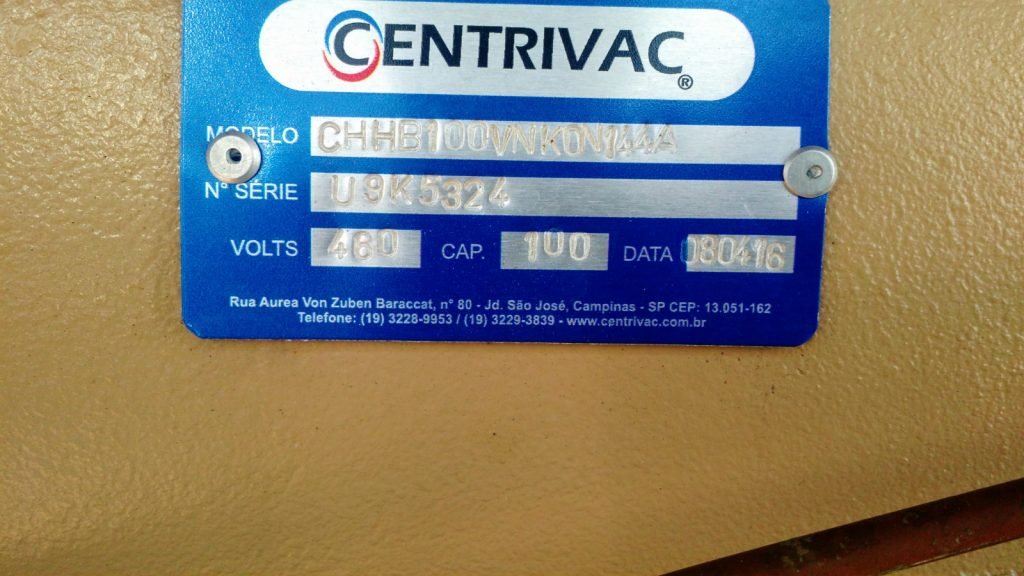 CENTRIVAC®
MODELO CHHB100VNK0N144A
N° SÉRIE U9K5324
VOLTS 460 CAP. 100 DATA 080416
Rua Aurea Von Zuben Baraccat, n° 80 - Jd. São José, Campinas - SP CEP: 13.051-162
Telefone: (19) 3228-9953 / (19) 3229-3839 - www.centrivac.com.br